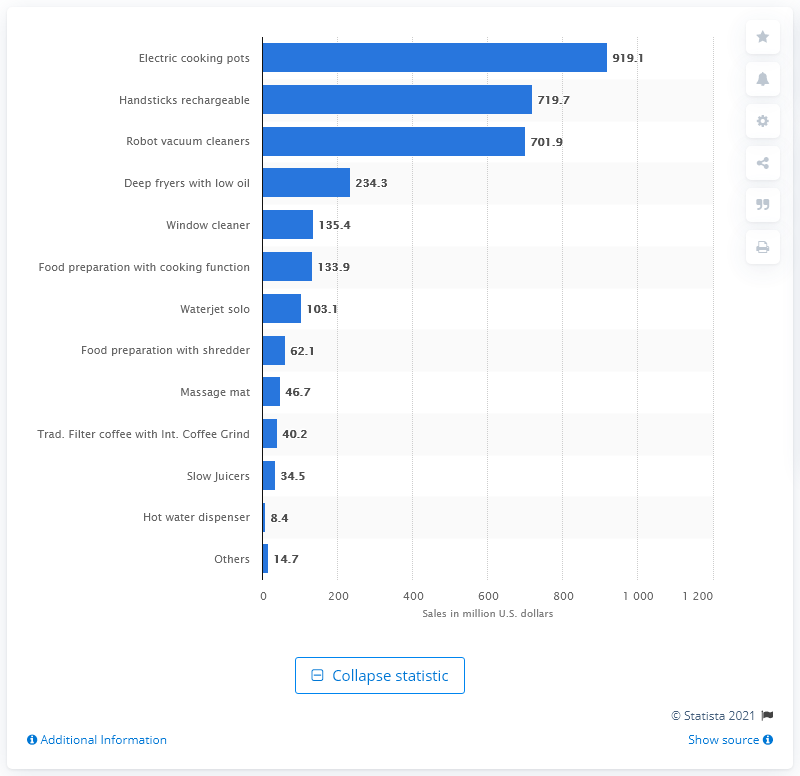 Electric cooking pots 919.1
Handsticks rechargeable 719.7
Robot vacuum cleaners 701.9
Deep fryers with low oil 234.3
Window cleaner 135.4
Food preparation with cooking function 133.9
Waterjet solo 103.1
Food preparation with shredder 62.1
Massage mat 46.7
Trad. Filter coffee with Int. Coffee Grind 40.2
Slow Juicers 34.5
Hot water dispenser 8.4
Others 14.7
0 200 400 600 800 1 000 1 200
Sales in million U.S. dollars
Collapse statistic
© Statista 2021
Additional Information
Show source